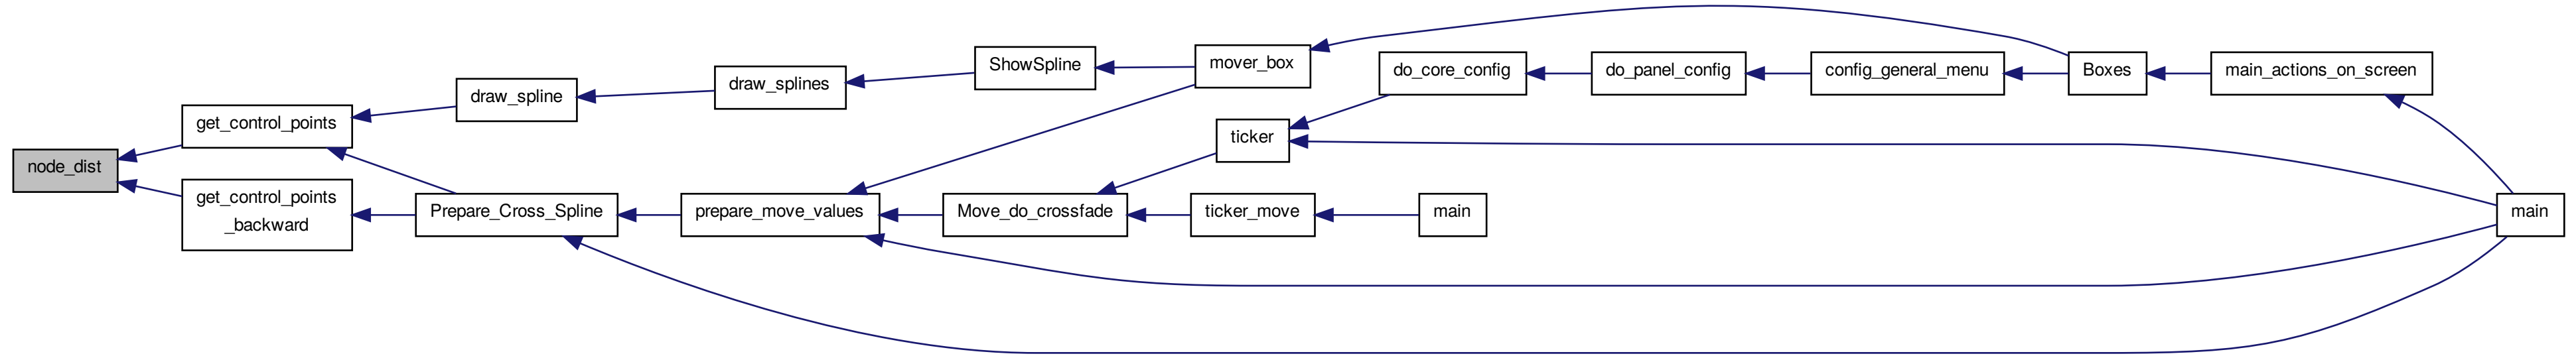 node_dist
get_control_points
get_control_points
_backward
draw_spline
Prepare_Cross_Spline
draw_splines
prepare_move_values
ShowSpline
Move_do_crossfade
mover_box
ticker
ticker_move
do_core_config
main
do_panel_config
config_general_menu
Boxes
main_actions_on_screen
main